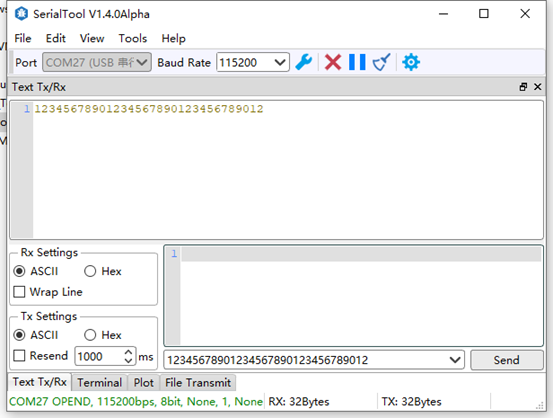 SerialTool V1.4.0Alpha
File Edit View Tools Help
Port COM27 (USB 串行 Baud Rate 115200
Text Tx/Rx
1 12345678901234567890123456789012
Rx Settings
ASCII Hex
Wrap Line
Tx Settings
ASCII Hex
Resend 1000 ms
1
12345678901234567890123456789012 Send
Text Tx/Rx Terminal Plot File Transmit
COM27 OPEND, 115200bps, 8bit, None, 1, None RX: 32Bytes TX: 32Bytes